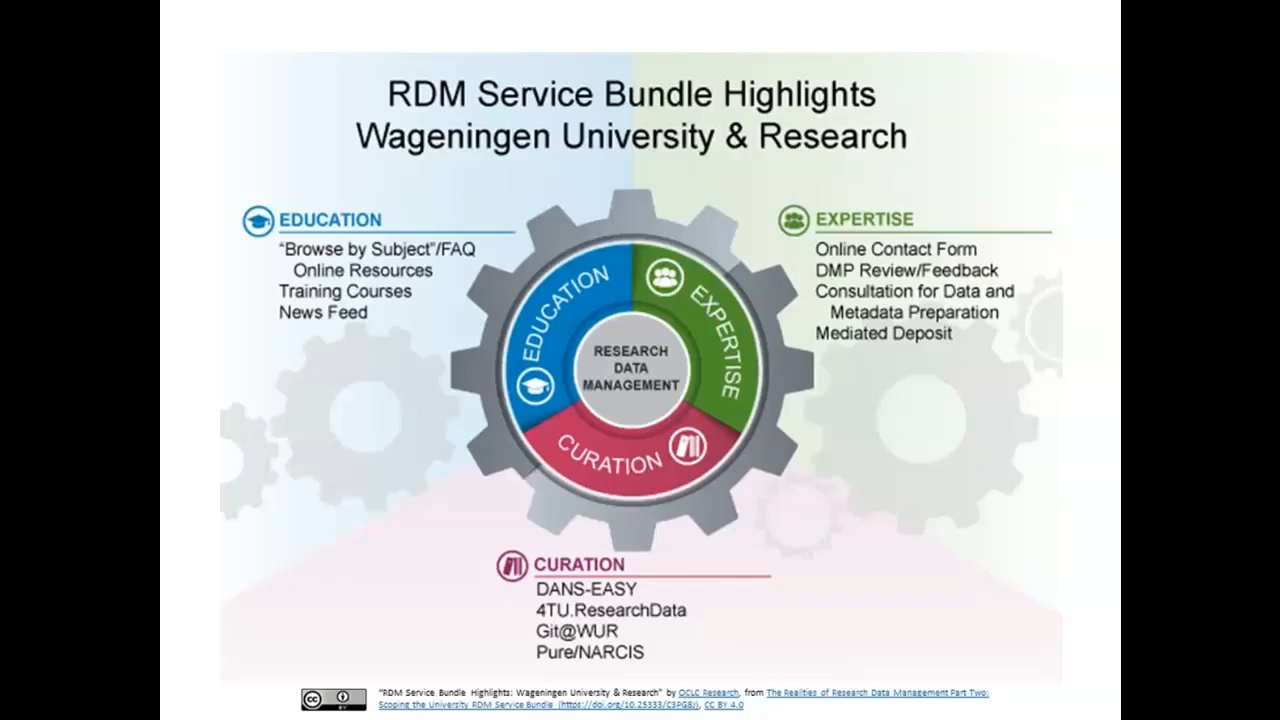 RDM Service Bundle Highlights
Wageningen University & Research
EDUCATION
"Browse by Subject"/FAQ
Online Resources
Training Courses
News Feed
EXPERTISE
Online Contact Form
DMP Review/Feedback
Consultation for Data and
Metadata Preparation
Mediated Deposit
EDUCATION
EXPERTISE
RESEARCH
DATA
MANAGEMENT
CURATION
CURATION
DANS-EASY
4TU.ResearchData
Git@WUR
Pure/NARCIS
cc BY
"RDM Service Bundle Highlights: Wageningen University & Research" by OCLC Research, from The Realities of Research Data Management Part Two:
Scoping the University RDM Service Bundle (https://doi.org/10.25333/C3PG8J), CC BY 4.0